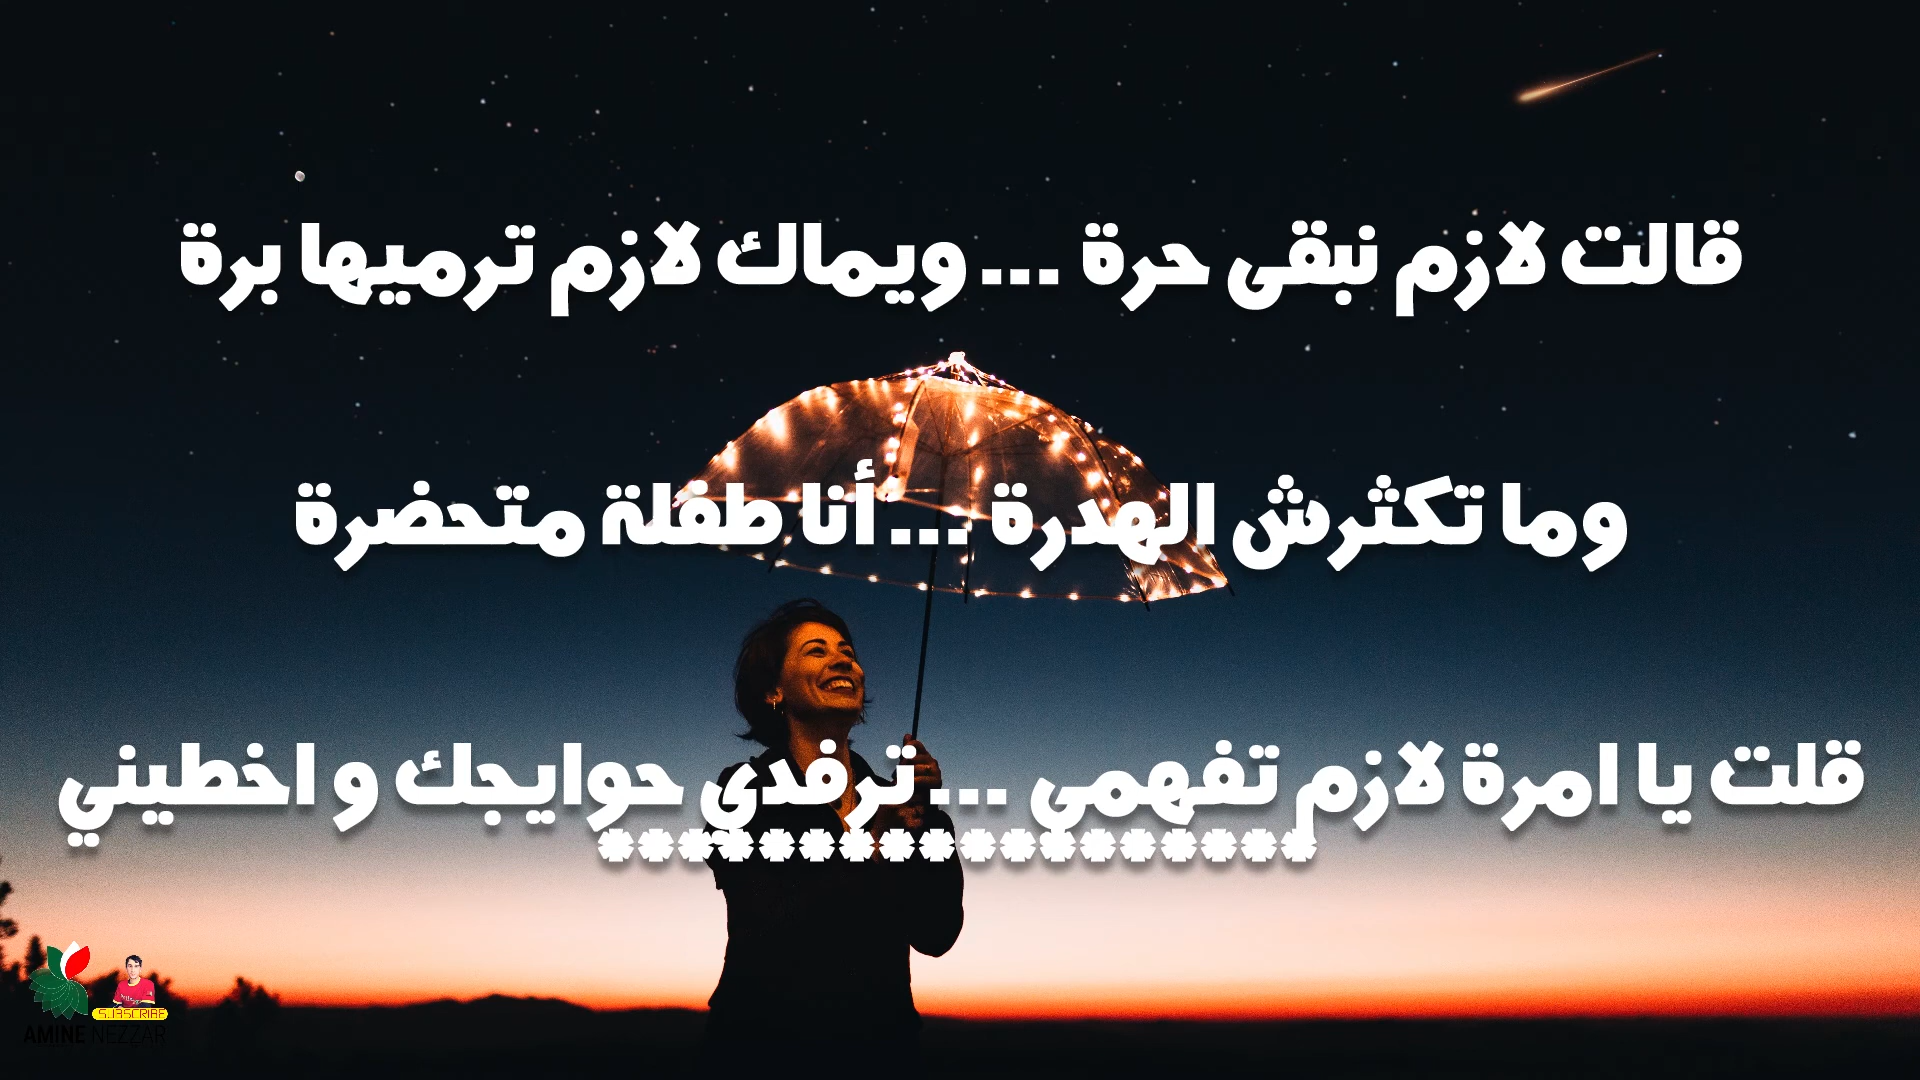 قالت لازم نبقى حرة ... ويماك لازم ترميها برة
وما تكثرش الهدرة ... أنا طفلة متحضرة
قلت يا امرة لازم تفهمي ... ترفدي حوايجك و اخطيني
******************
SUBSCRIBE
AMINE NEZZAR